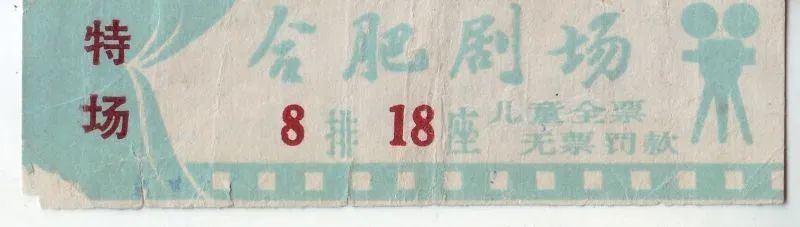 特场
合肥剧场
8排18座
儿童全票
无票罚款